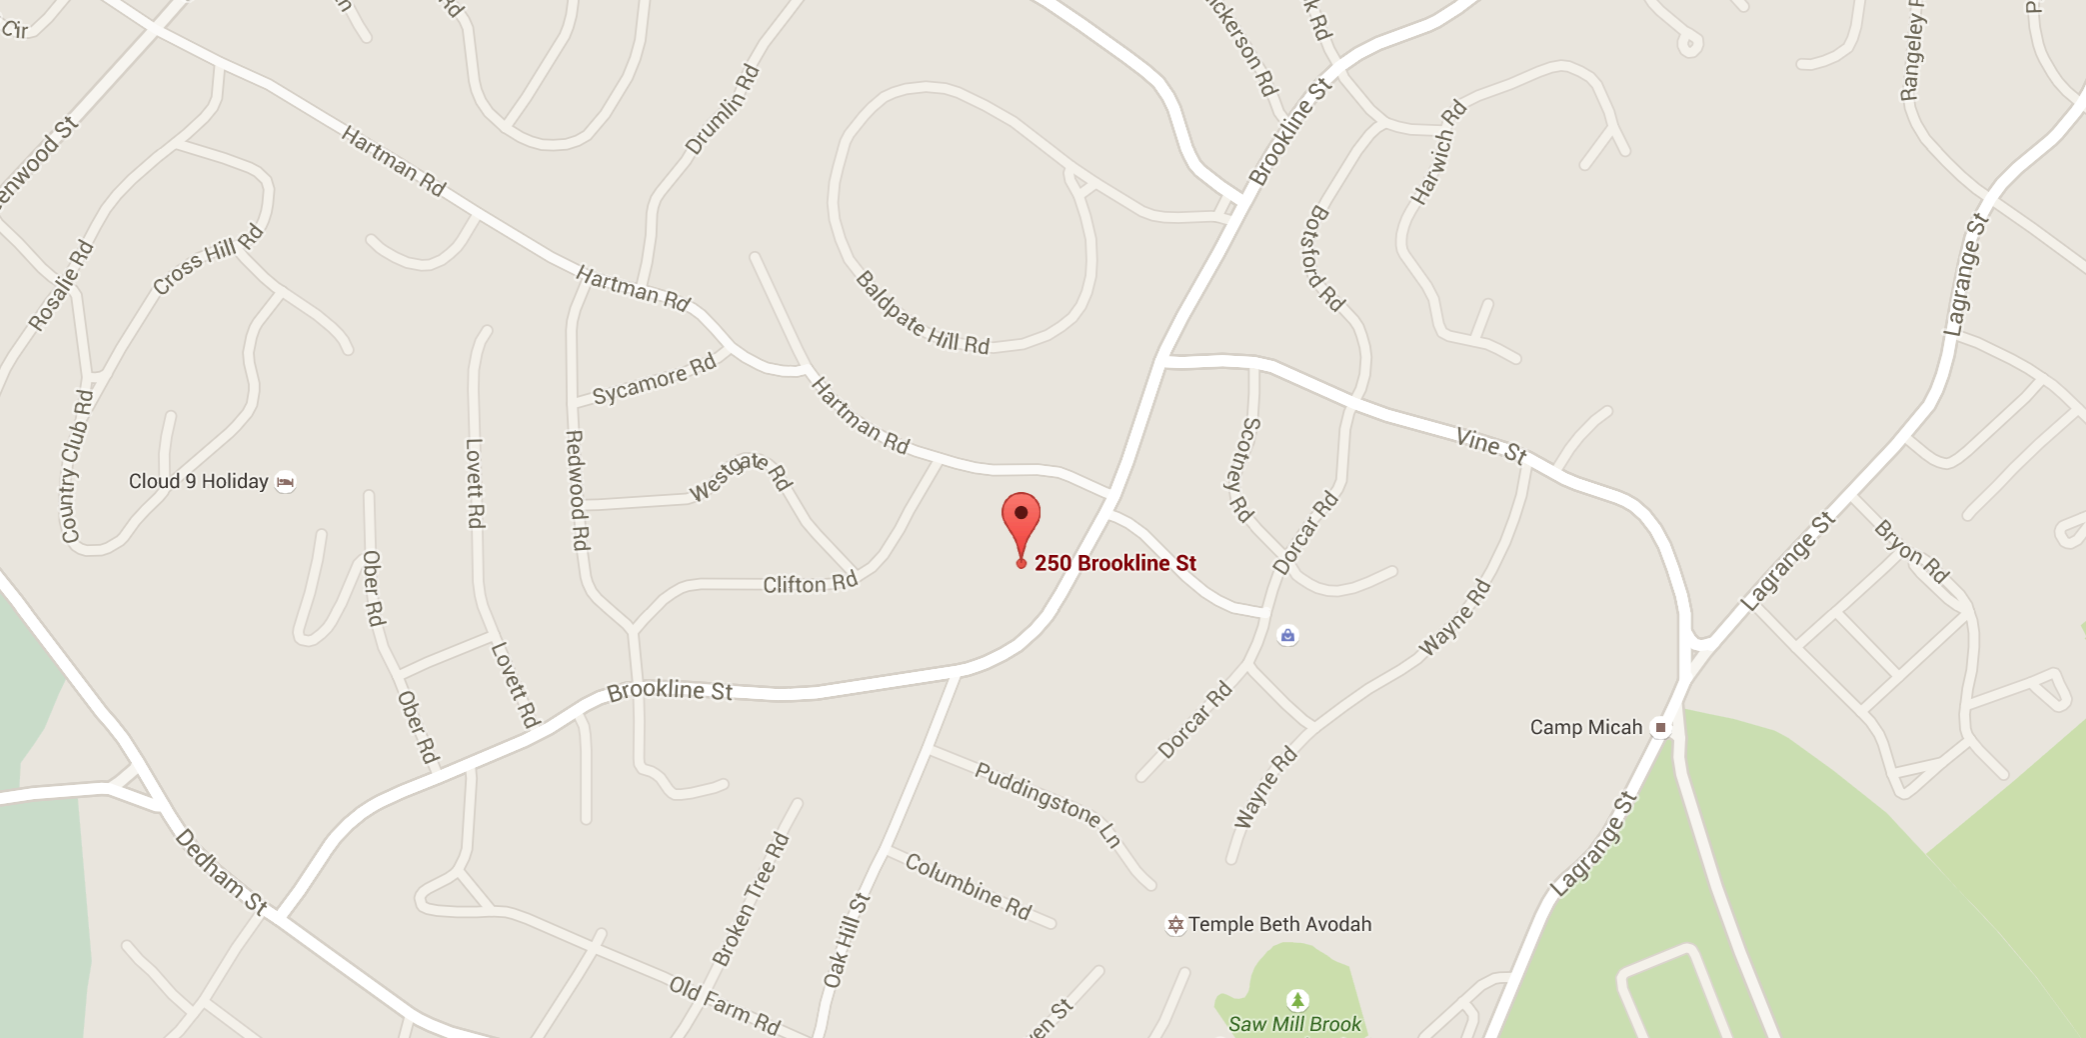 Cir
Rd
Hartman Rd
Drumlin Rd
Brookline St
Harwich Rd
Rangeley
Rosalie Rd
Cross Hill Rd
Hartman Rd
Baldpate Hill Rd
Botsford Rd
Lagrange St
Sycamore Rd
Hartman Rd
Country Club Rd
Cloud 9 Holiday
Lovett Rd
Redwood Rd
Westgate Rd
Scotney Rd
Vine St
Ober Rd
Clifton Rd
250 Brookline St
Dorcar Rd
Wayne Rd
Lagrange St
Bryon Rd
Lovett Rd
Ober Rd
Brookline St
Dorcar Rd
Camp Micah
Puddingstone Ln
Wayne Rd
Dedham St
Broken Tree Rd
Columbine Rd
Lagrange St
Oak Hill St
Temple Beth Avodah
Old Farm Rd
Saw Mill Brook